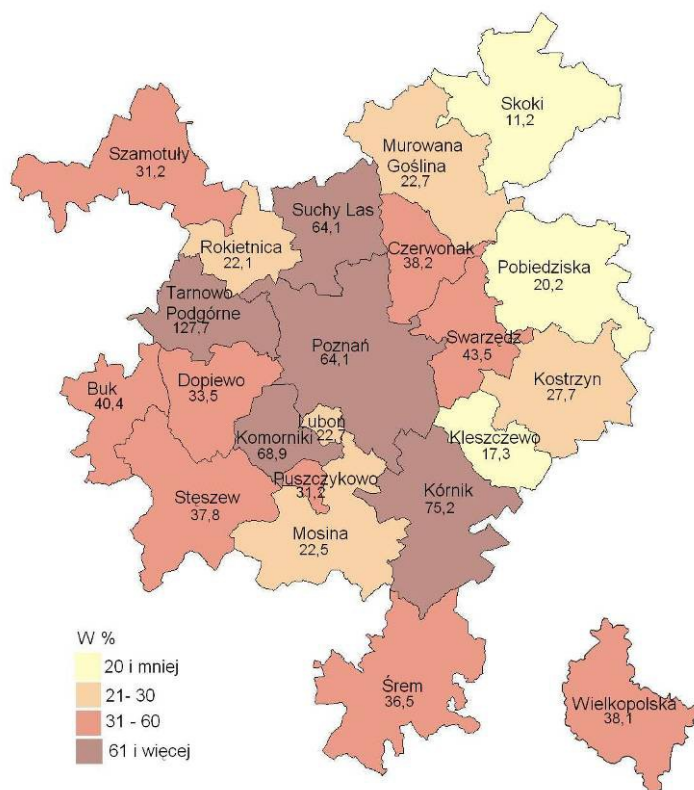 Skoki
11,2
Murowana
Goślina
22,7
Szamotuły
31,2
Suchy Las
64,1
Rokietnica
22,1
Czerwonak
38,2
Pobiedziska
20,2
Tarnowo
Podgórne
127,7
Poznań
64,1
Swarzędz
43,5
Buk
40,4
Dopiewo
33,5
Kostrzyn
27,7
Luboń
22,7
Komorniki
68,9
Kleszczewo
17,3
Puszczykowo
31,2
Stęszew
37,8
Kórnik
75,2
Mosina
22,5
W %
20 i mniej
21- 30
31 - 60
61 i więcej
Śrem
36,5
Wielkopolska
38,1